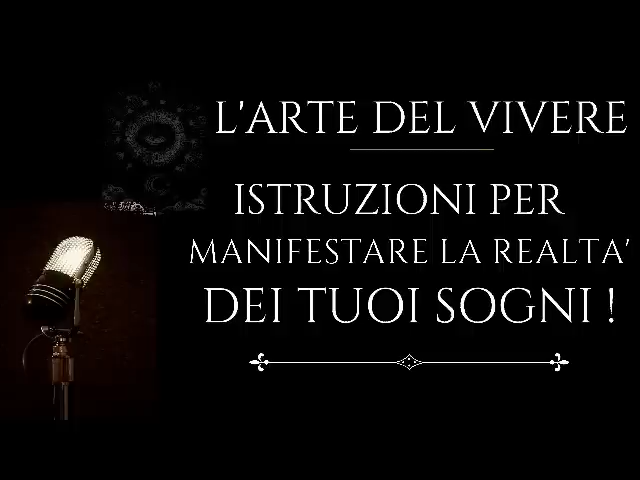 L'ARTE DEL VIVERE
ISTRUZIONI PER
MANIFESTARE LA REALTA'
DEI TUOI SOGNI !